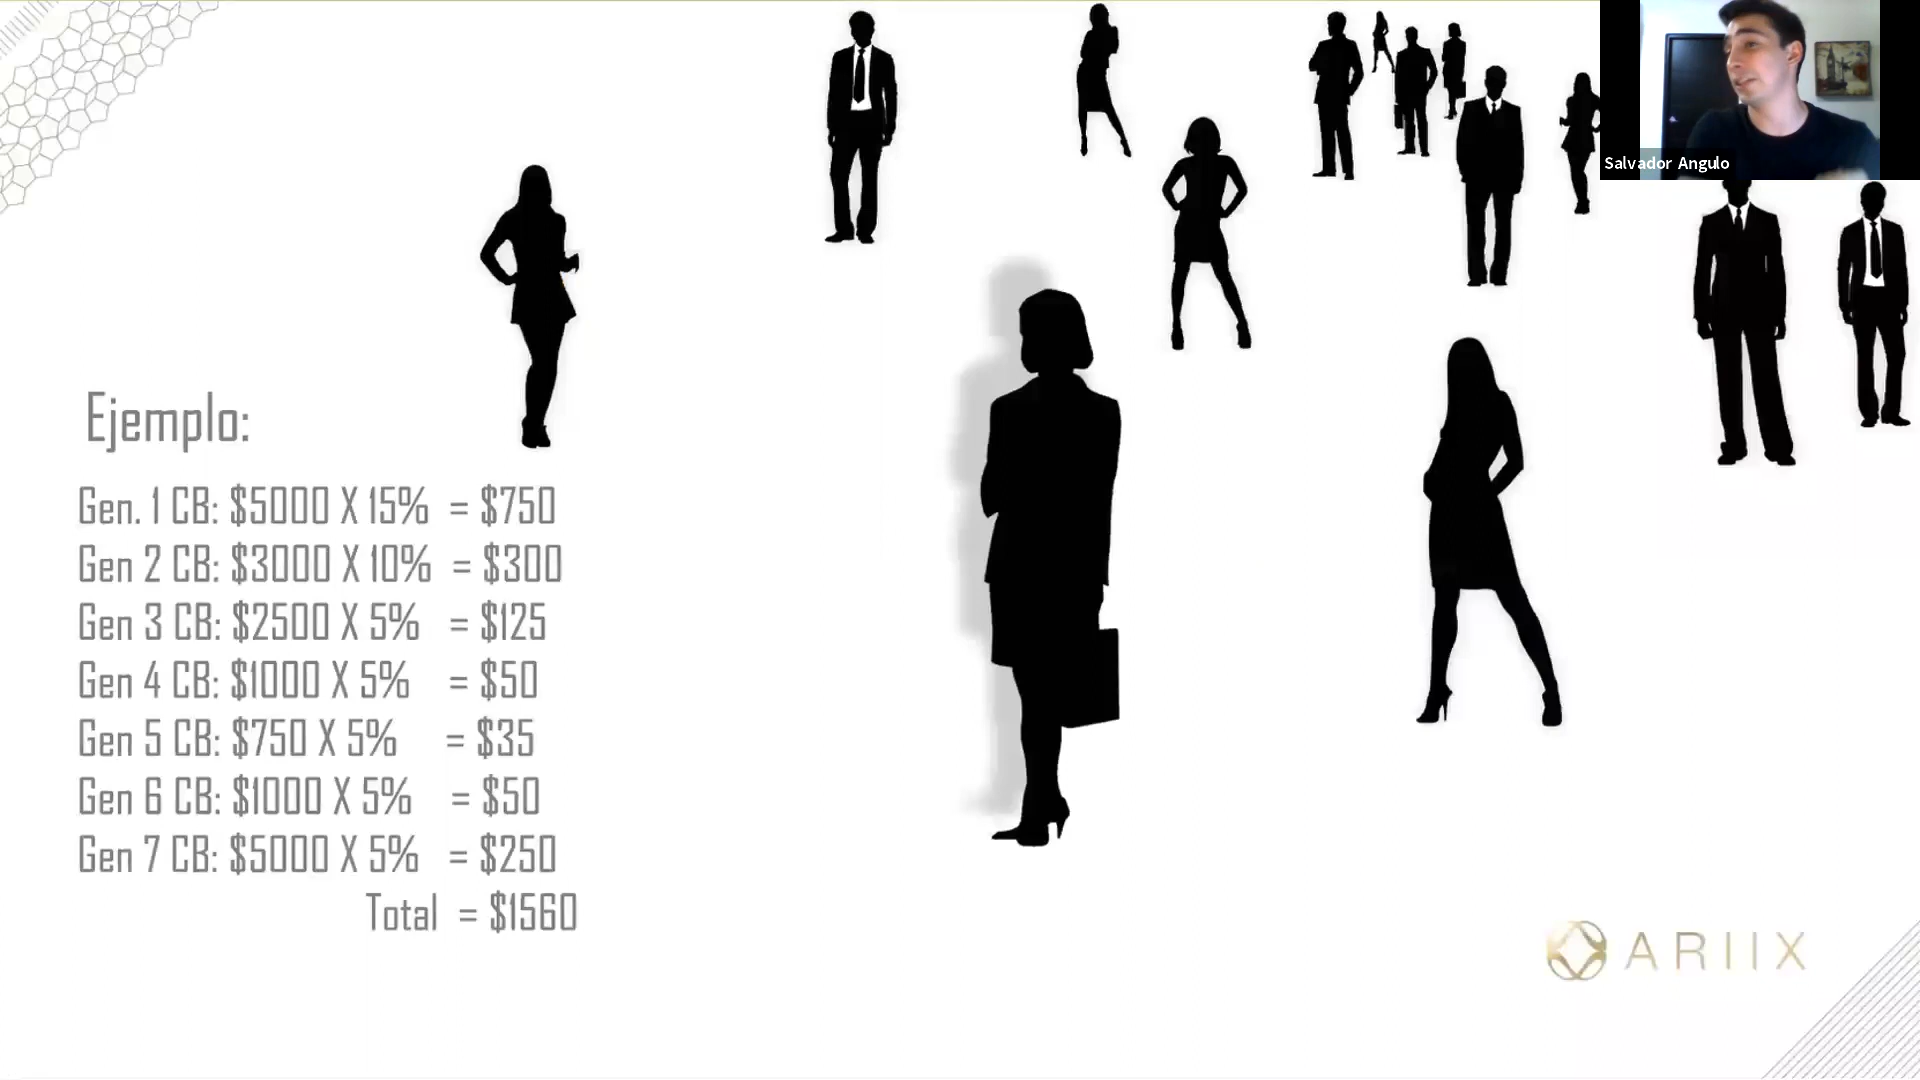 Salvador Angulo
Ejemplo:
Gen. 1 CB: $5000 X 15% = $750
Gen 2 CB: $3000 X 10% = $300
Gen 3 CB: $2500 X 5% = $125
Gen 4 CB: $1000 X 5% = $50
Gen 5 CB: $750 X 5% = $35
Gen 6 CB: $1000 X 5% = $50
Gen 7 CB: $5000 X 5% = $250
Total = $1560
ARIIX